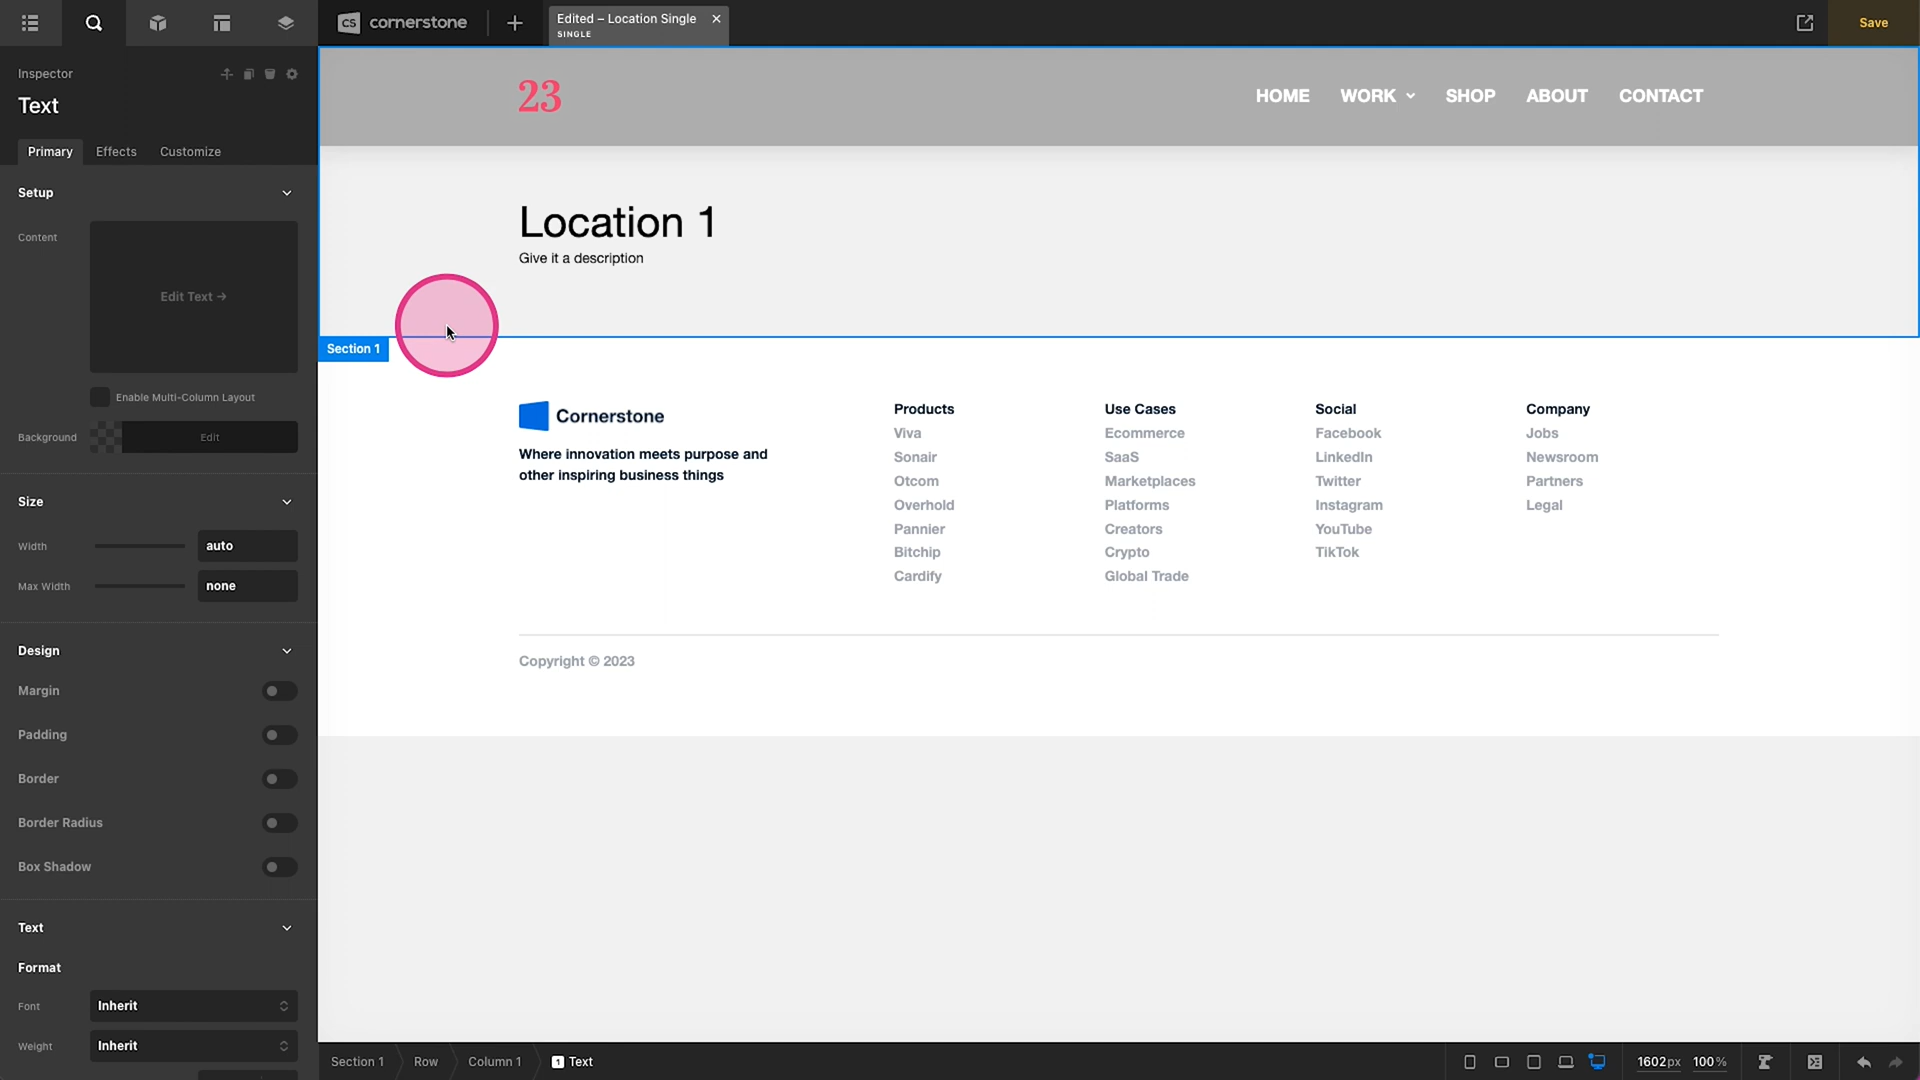 CS cornerstone
Edited – Location Single
SINGLE
Save
Inspector
Text
Primary
Effects
Customize
Setup
Content
Edit Text →
Enable Multi-Column Layout
Background
Edit
Size
Width
auto
Max Width
none
Design
Margin
Padding
Border
Border Radius
Box Shadow
Text
Format
Font
Inherit
Weight
Inherit
23
HOME
WORK
SHOP
ABOUT
CONTACT
Location 1
Give it a description
Section 1
Cornerstone
Where innovation meets purpose and
other inspiring business things
Products
Viva
Sonair
Otcom
Overhold
Pannier
Bitchip
Cardify
Use Cases
Ecommerce
SaaS
Marketplaces
Platforms
Creators
Crypto
Global Trade
Social
Facebook
LinkedIn
Twitter
Instagram
YouTube
TikTok
Company
Jobs
Newsroom
Partners
Legal
Copyright © 2023
Section 1
Row
Column 1
1 Text
1602px
100%